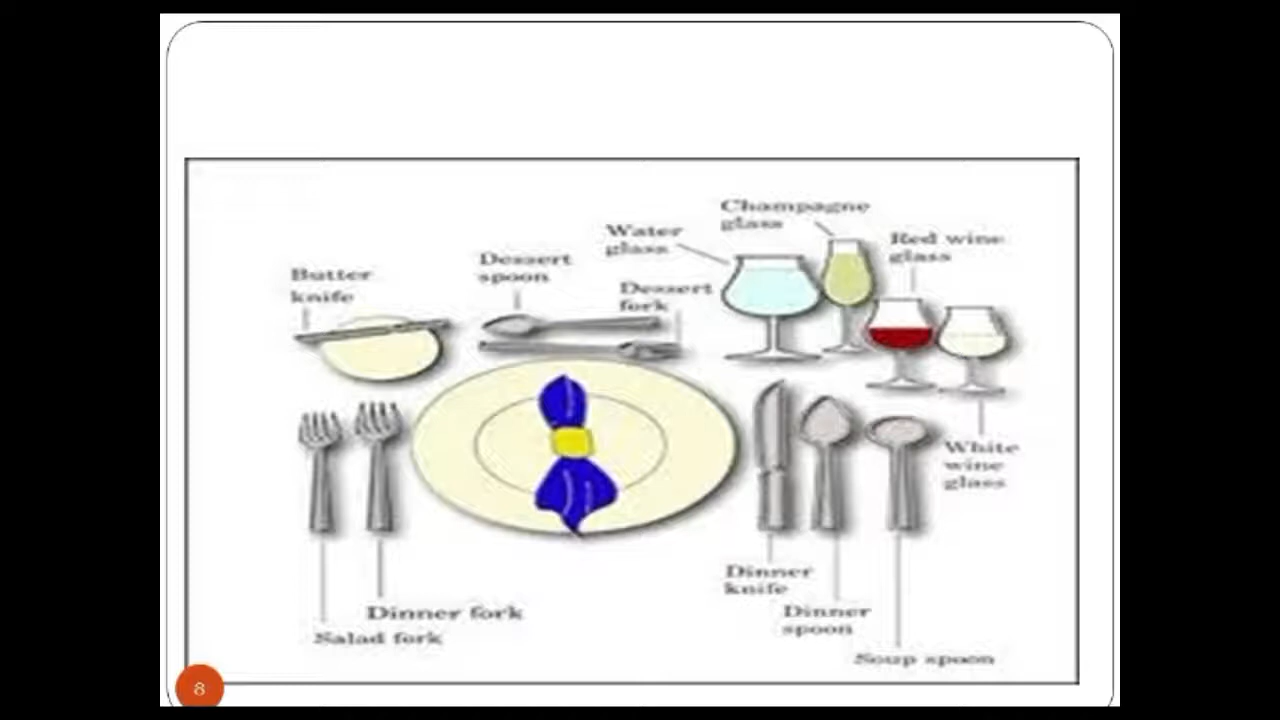 Champagne
glass
Water
glass
Red wine
glass
Dessert
spoon
Butter
knife
Dessert
fork
White
wine
glass
Dinner
knife
Dinner fork
Dinner
spoon
Salad fork
Soup spoon
8